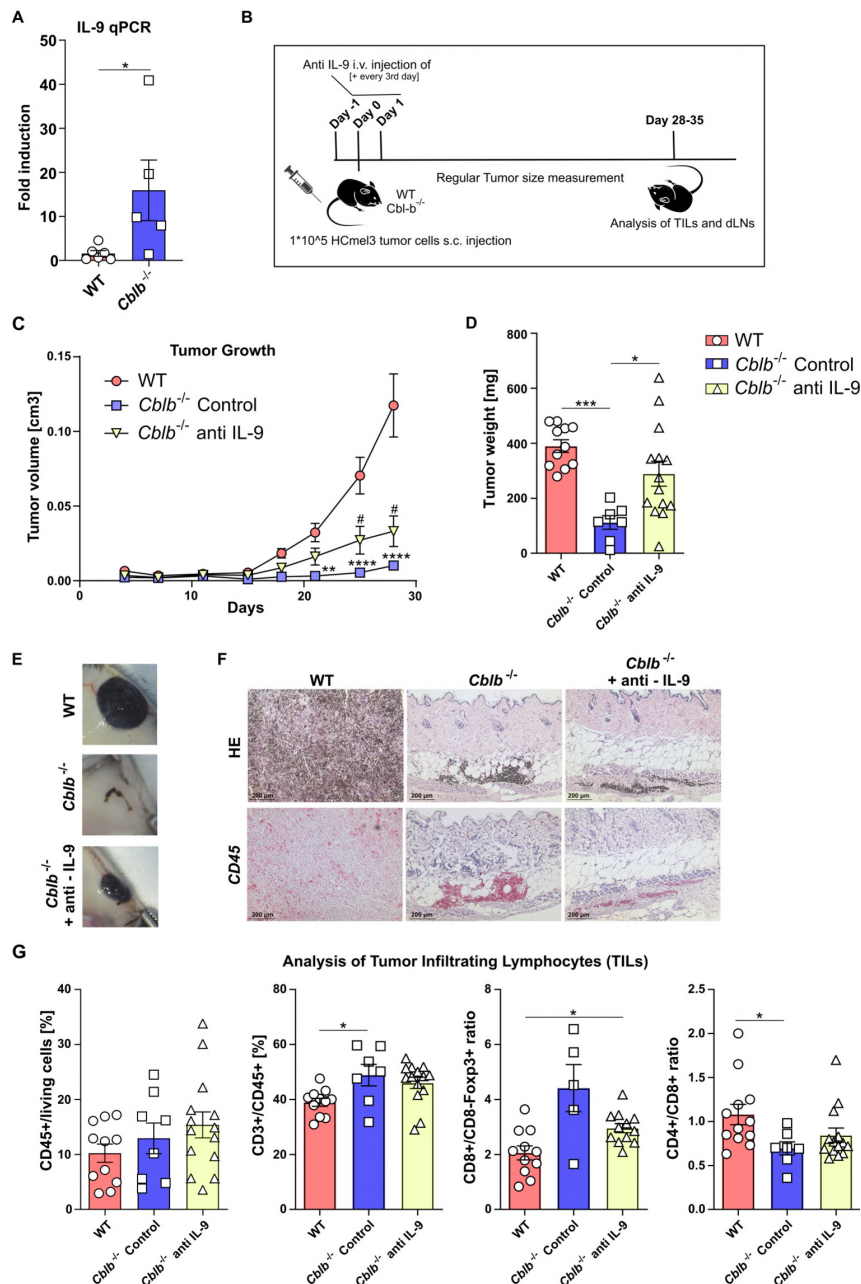 A
IL-9 qPCR
*
50
40
30
20
10
0
Fold induction
WT
Cblb-/-
B
Anti IL-9 i.v. injection of
[+ every 3rd day]
Day -1
Day 0
Day 1
Day 28-35
Regular Tumor size measurement
WT
Cbl-b-/-
Analysis of TILs and dLNs
1*10^5 HCmel3 tumor cells s.c. injection
C
Tumor Growth
WT
Cblb-/- Control
Cblb-/- anti IL-9
0.15
0.10
0.05
0.00
Tumor volume [cm3]
# #
** **** ****
0 10 20 30
Days
D
800
600
400
200
0
Tumor weight [mg]
***
*
WT
Cblb-/- Control
Cblb-/- anti IL-9
WT
Cblb-/- Control
Cblb-/- anti IL-9
E
WT
Cblb-/-
Cblb-/-
+ anti - IL-9
F
WT
Cblb-/-
Cblb-/-
+ anti - IL-9
HE
200 µm
200 µm
200 µm
CD45
200 µm
200 µm
200 µm
G
Analysis of Tumor Infiltrating Lymphocytes (TILs)
CD45+/living cells [%]
50
40
30
20
10
0
WT
Cblb-/- Control
Cblb-/- anti IL-9
CD3+/CD45+ [%]
80
60
40
20
0
*
WT
Cblb-/- Control
Cblb-/- anti IL-9
CD8+/CD8-Foxp3+ ratio
8
6
4
2
0
*
WT
Cblb-/- Control
Cblb-/- anti IL-9
CD4+/CD8+ ratio
2.5
2.0
1.5
1.0
0.5
0.0
*
WT
Cblb-/- Control
Cblb-/- anti IL-9